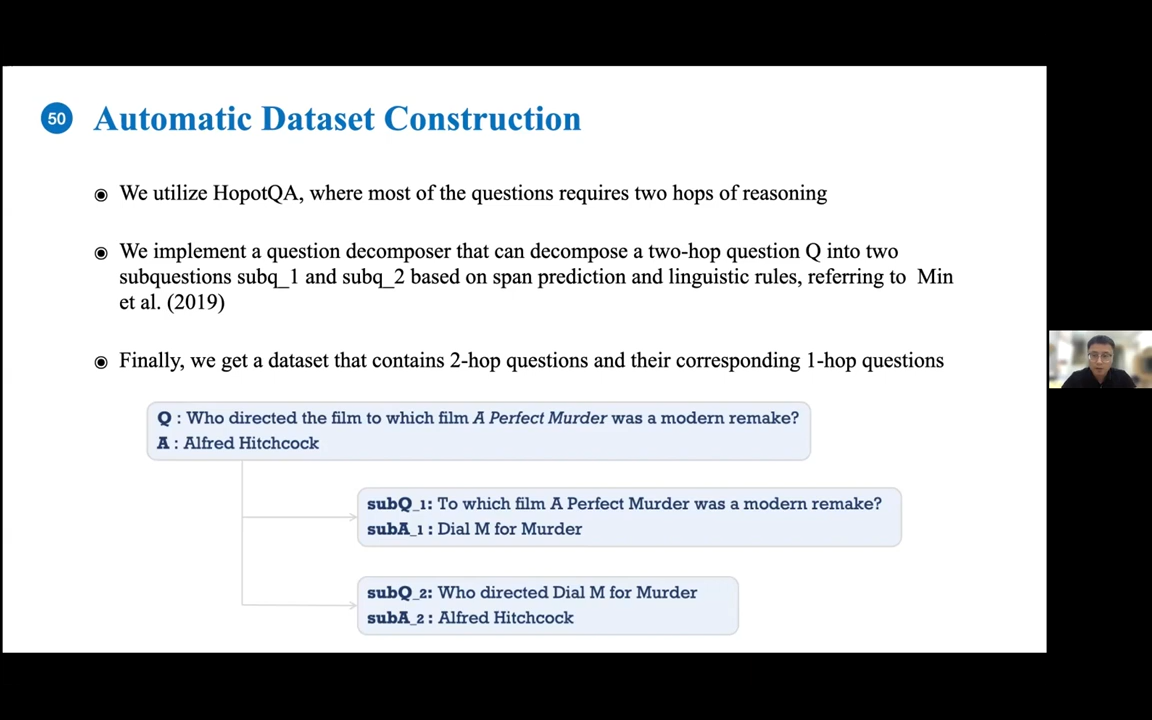 50
Automatic Dataset Construction
We utilize HopotQA, where most of the questions requires two hops of reasoning
We implement a question decomposer that can decompose a two-hop question Q into two
subquestions subq_1 and subq_2 based on span prediction and linguistic rules, referring to Min
et al. (2019)
Finally, we get a dataset that contains 2-hop questions and their corresponding 1-hop questions
Q : Who directed the film to which film A Perfect Murder was a modern remake?
A : Alfred Hitchcock
subQ_1: To which film A Perfect Murder was a modern remake?
subA_1 : Dial M for Murder
subQ_2: Who directed Dial M for Murder
subA_2 : Alfred Hitchcock